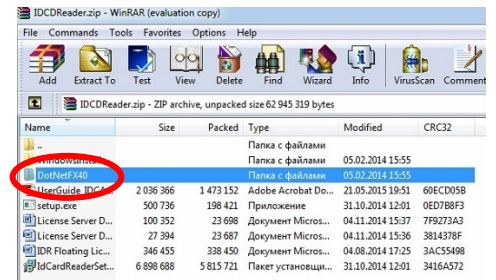 IDCDReader.zip - WinRAR (evaluation copy)
File Commands Tools Favorites Options Help
Add Extract To Test View Delete Find Wizard Info VirusScan Comment
IDCDReader.zip - ZIP archive, unpacked size 62 945 319 bytes
Name Size Packed Type Modified CRC32
.. Папка с файлами
WindowsInstal... Папка с файлами 05.02.2014 15:55
DotNetFX40 Папка с файлами 05.02.2014 15:55
UserGuide_IDCA... 2 036 366 1 473 152 Adobe Acrobat Do... 21.05.2015 19:51 60ECD05B
setup.exe 500 736 198 421 Приложение 31.10.2014 12:01 0ED7B8F3
License Server D... 100 352 23 698 Документ Micros... 04.11.2014 15:37 7F9273A3
License Server D... 27 394 23 687 Документ Micros... 04.11.2014 15:36 3814378F
IDR Floating Lic... 346 455 338 450 Документ Micros... 04.08.2014 17:25 3AC55498
IdCardReaderSet... 6 898 688 5 815 721 Пакет установщи... 31.10.2014 12:01 3416A572